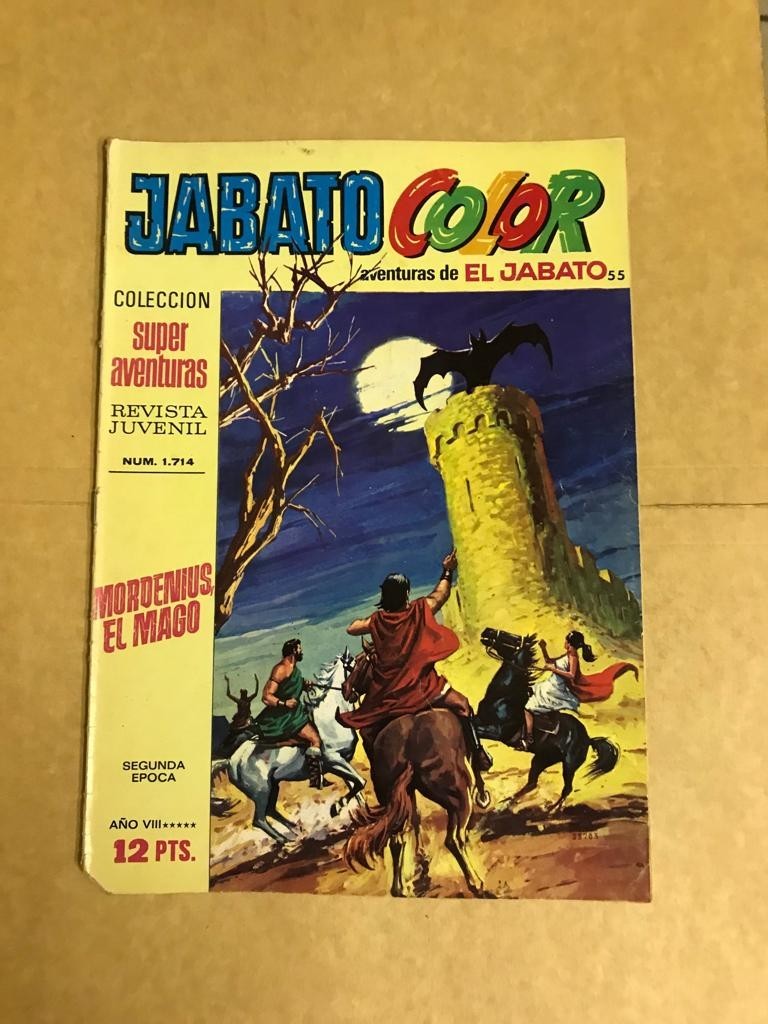 JABATO COLOR
aventuras de EL JABATO 55
COLECCION
super
aventuras
REVISTA
JUVENIL
NUM. 1.714
MORDENIUS,
EL MAGO
SEGUNDA
EPOCA
AÑO VIII★★★★★
12 PTS.